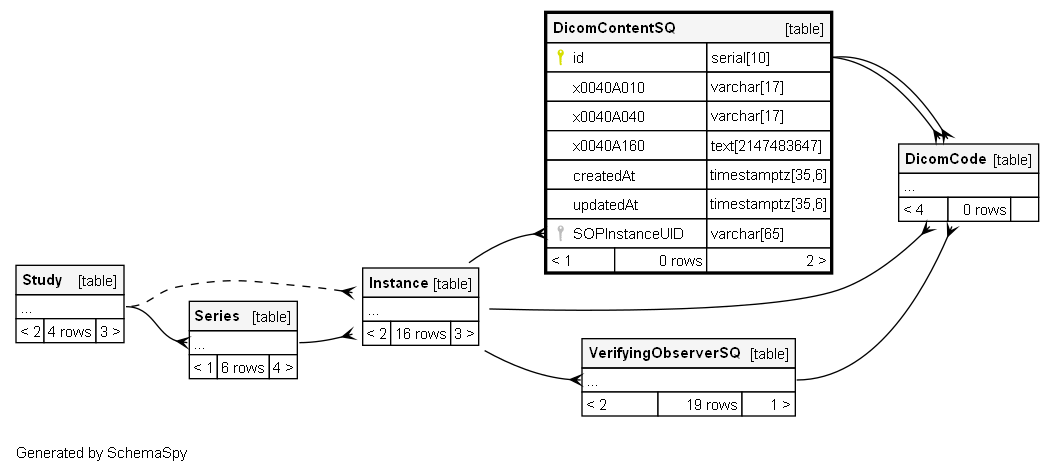 DicomContentSQ [table]
id serial[10]
x0040A010 varchar[17]
x0040A040 varchar[17]
x0040A160 text[2147483647]
createdAt timestamptz[35,6]
updatedAt timestamptz[35,6]
SOPInstanceUID varchar[65]
< 1 0 rows 2 >
DicomCode [table]
...
< 4 0 rows
Study [table]
...
< 2 4 rows 3 >
Series [table]
...
< 1 6 rows 4 >
Instance [table]
...
< 2 16 rows 3 >
VerifyingObserverSQ [table]
...
< 2 19 rows 1 >
Generated by SchemaSpy